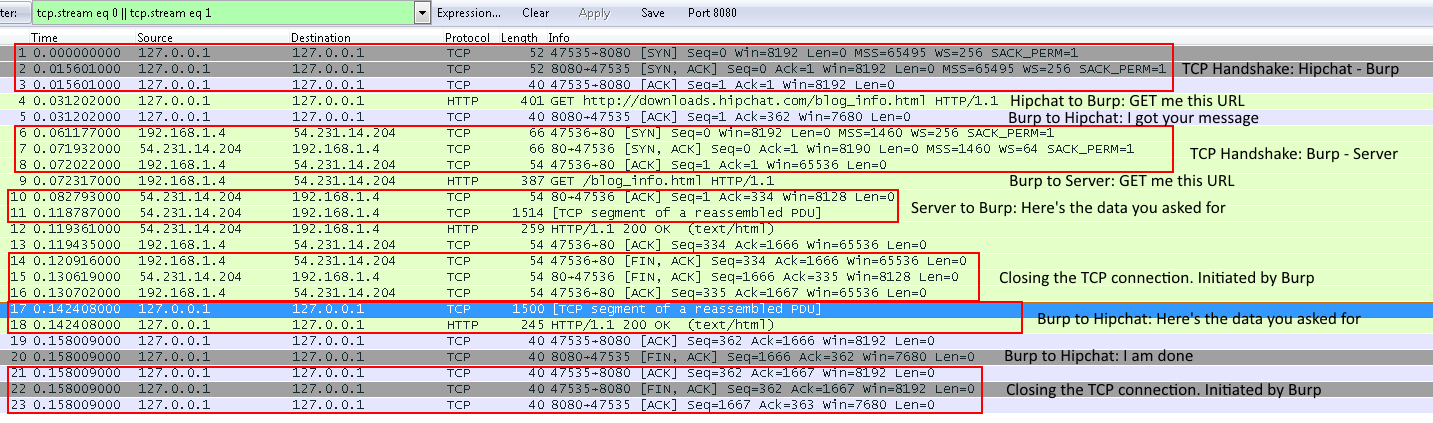 ter: tcp.stream eq 0 || tcp.stream eq 1 Expression... Clear Apply Save Port 8080
Time Source Destination Protocol Length Info
1 0.000000000 127.0.0.1 127.0.0.1 TCP 52 47535→8080 [SYN] Seq=0 Win=8192 Len=0 MSS=65495 WS=256 SACK_PERM=1
2 0.015601000 127.0.0.1 127.0.0.1 TCP 52 8080→47535 [SYN, ACK] Seq=0 Ack=1 Win=8192 Len=0 MSS=65495 WS=256 SACK_PERM=1 TCP Handshake: Hipchat - Burp
3 0.015601000 127.0.0.1 127.0.0.1 TCP 40 47535→8080 [ACK] Seq=1 Ack=1 Win=8192 Len=0
4 0.031202000 127.0.0.1 127.0.0.1 HTTP 401 GET http://downloads.hipchat.com/blog_info.html HTTP/1.1 Hipchat to Burp: GET me this URL
5 0.031202000 127.0.0.1 127.0.0.1 TCP 40 8080→47535 [ACK] Seq=1 Ack=362 Win=7680 Len=0 Burp to Hipchat: I got your message
6 0.061177000 192.168.1.4 54.231.14.204 TCP 66 47536→80 [SYN] Seq=0 Win=8192 Len=0 MSS=1460 WS=256 SACK_PERM=1
7 0.071932000 54.231.14.204 192.168.1.4 TCP 66 80→47536 [SYN, ACK] Seq=0 Ack=1 Win=8190 Len=0 MSS=1460 WS=64 SACK_PERM=1 TCP Handshake: Burp - Server
8 0.072022000 192.168.1.4 54.231.14.204 TCP 54 47536→80 [ACK] Seq=1 Ack=1 Win=65536 Len=0
9 0.072317000 192.168.1.4 54.231.14.204 HTTP 387 GET /blog_info.html HTTP/1.1 Burp to Server: GET me this URL
10 0.082793000 54.231.14.204 192.168.1.4 TCP 54 80→47536 [ACK] Seq=1 Ack=334 Win=8128 Len=0 Server to Burp: Here's the data you asked for
11 0.118787000 54.231.14.204 192.168.1.4 TCP 1514 [TCP segment of a reassembled PDU]
12 0.119361000 54.231.14.204 192.168.1.4 HTTP 259 HTTP/1.1 200 OK (text/html)
13 0.119435000 192.168.1.4 54.231.14.204 TCP 54 47536→80 [ACK] Seq=334 Ack=1666 Win=65536 Len=0
14 0.120916000 192.168.1.4 54.231.14.204 TCP 54 47536→80 [FIN, ACK] Seq=334 Ack=1666 Win=65536 Len=0
15 0.130619000 54.231.14.204 192.168.1.4 TCP 54 80→47536 [FIN, ACK] Seq=1666 Ack=335 Win=8128 Len=0 Closing the TCP connection. Initiated by Burp
16 0.130702000 192.168.1.4 54.231.14.204 TCP 54 47536→80 [ACK] Seq=335 Ack=1667 Win=65536 Len=0
17 0.142408000 127.0.0.1 127.0.0.1 TCP 1500 [TCP segment of a reassembled PDU] Burp to Hipchat: Here's the data you asked for
18 0.142408000 127.0.0.1 127.0.0.1 HTTP 245 HTTP/1.1 200 OK (text/html)
19 0.158009000 127.0.0.1 127.0.0.1 TCP 40 47535→8080 [ACK] Seq=362 Ack=1666 Win=8192 Len=0
20 0.158009000 127.0.0.1 127.0.0.1 TCP 40 8080→47535 [FIN, ACK] Seq=1666 Ack=362 Win=7680 Len=0 Burp to Hipchat: I am done
21 0.158009000 127.0.0.1 127.0.0.1 TCP 40 47535→8080 [ACK] Seq=362 Ack=1667 Win=8192 Len=0
22 0.158009000 127.0.0.1 127.0.0.1 TCP 40 47535→8080 [FIN, ACK] Seq=362 Ack=1667 Win=8192 Len=0 Closing the TCP connection. Initiated by Burp
23 0.158009000 127.0.0.1 127.0.0.1 TCP 40 8080→47535 [ACK] Seq=1667 Ack=363 Win=7680 Len=0